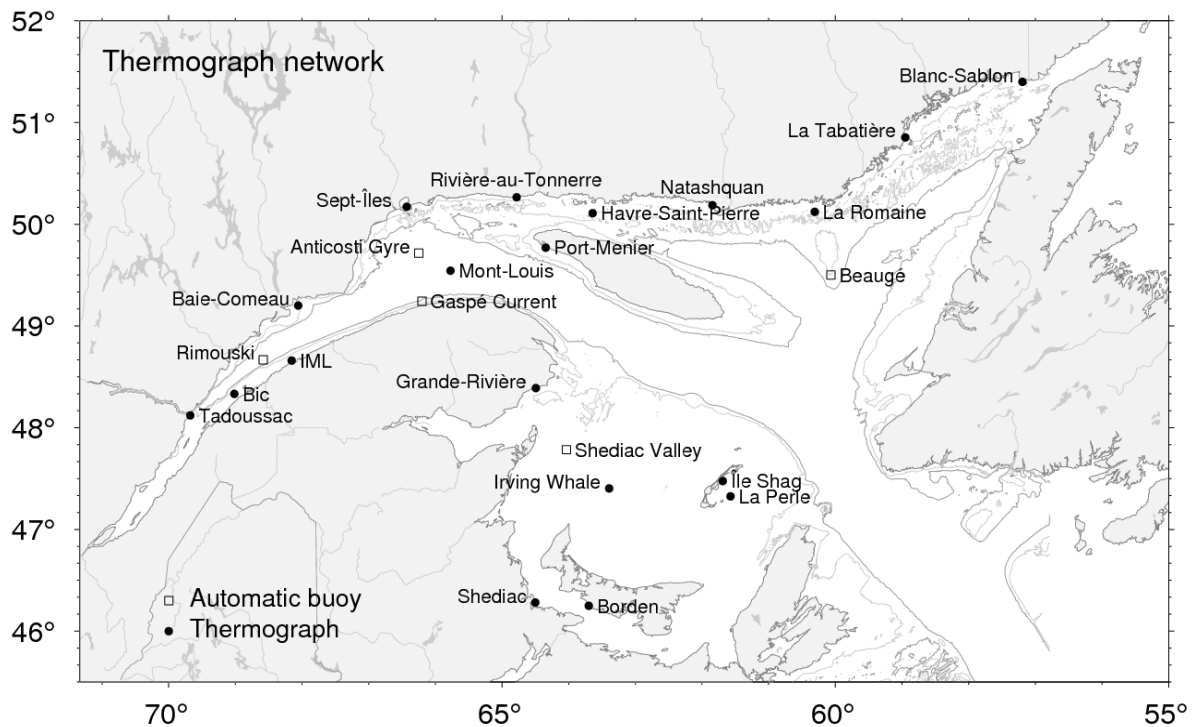 52°
Thermograph network
Blanc-Sablon
51°
La Tabatière
Rivière-au-Tonnerre
Natashquan
Sept-Îles
50°
Havre-Saint-Pierre
La Romaine
Anticosti Gyre
Port-Menier
Mont-Louis
Beaugé
Baie-Comeau
Gaspé Current
49°
Rimouski
IML
Grande-Rivière
Bic
Tadoussac
48°
Shediac Valley
Irving Whale
Île Shag
La Perle
47°
Shediac
Automatic buoy
Borden
46°
Thermograph
70°
65°
60°
55°